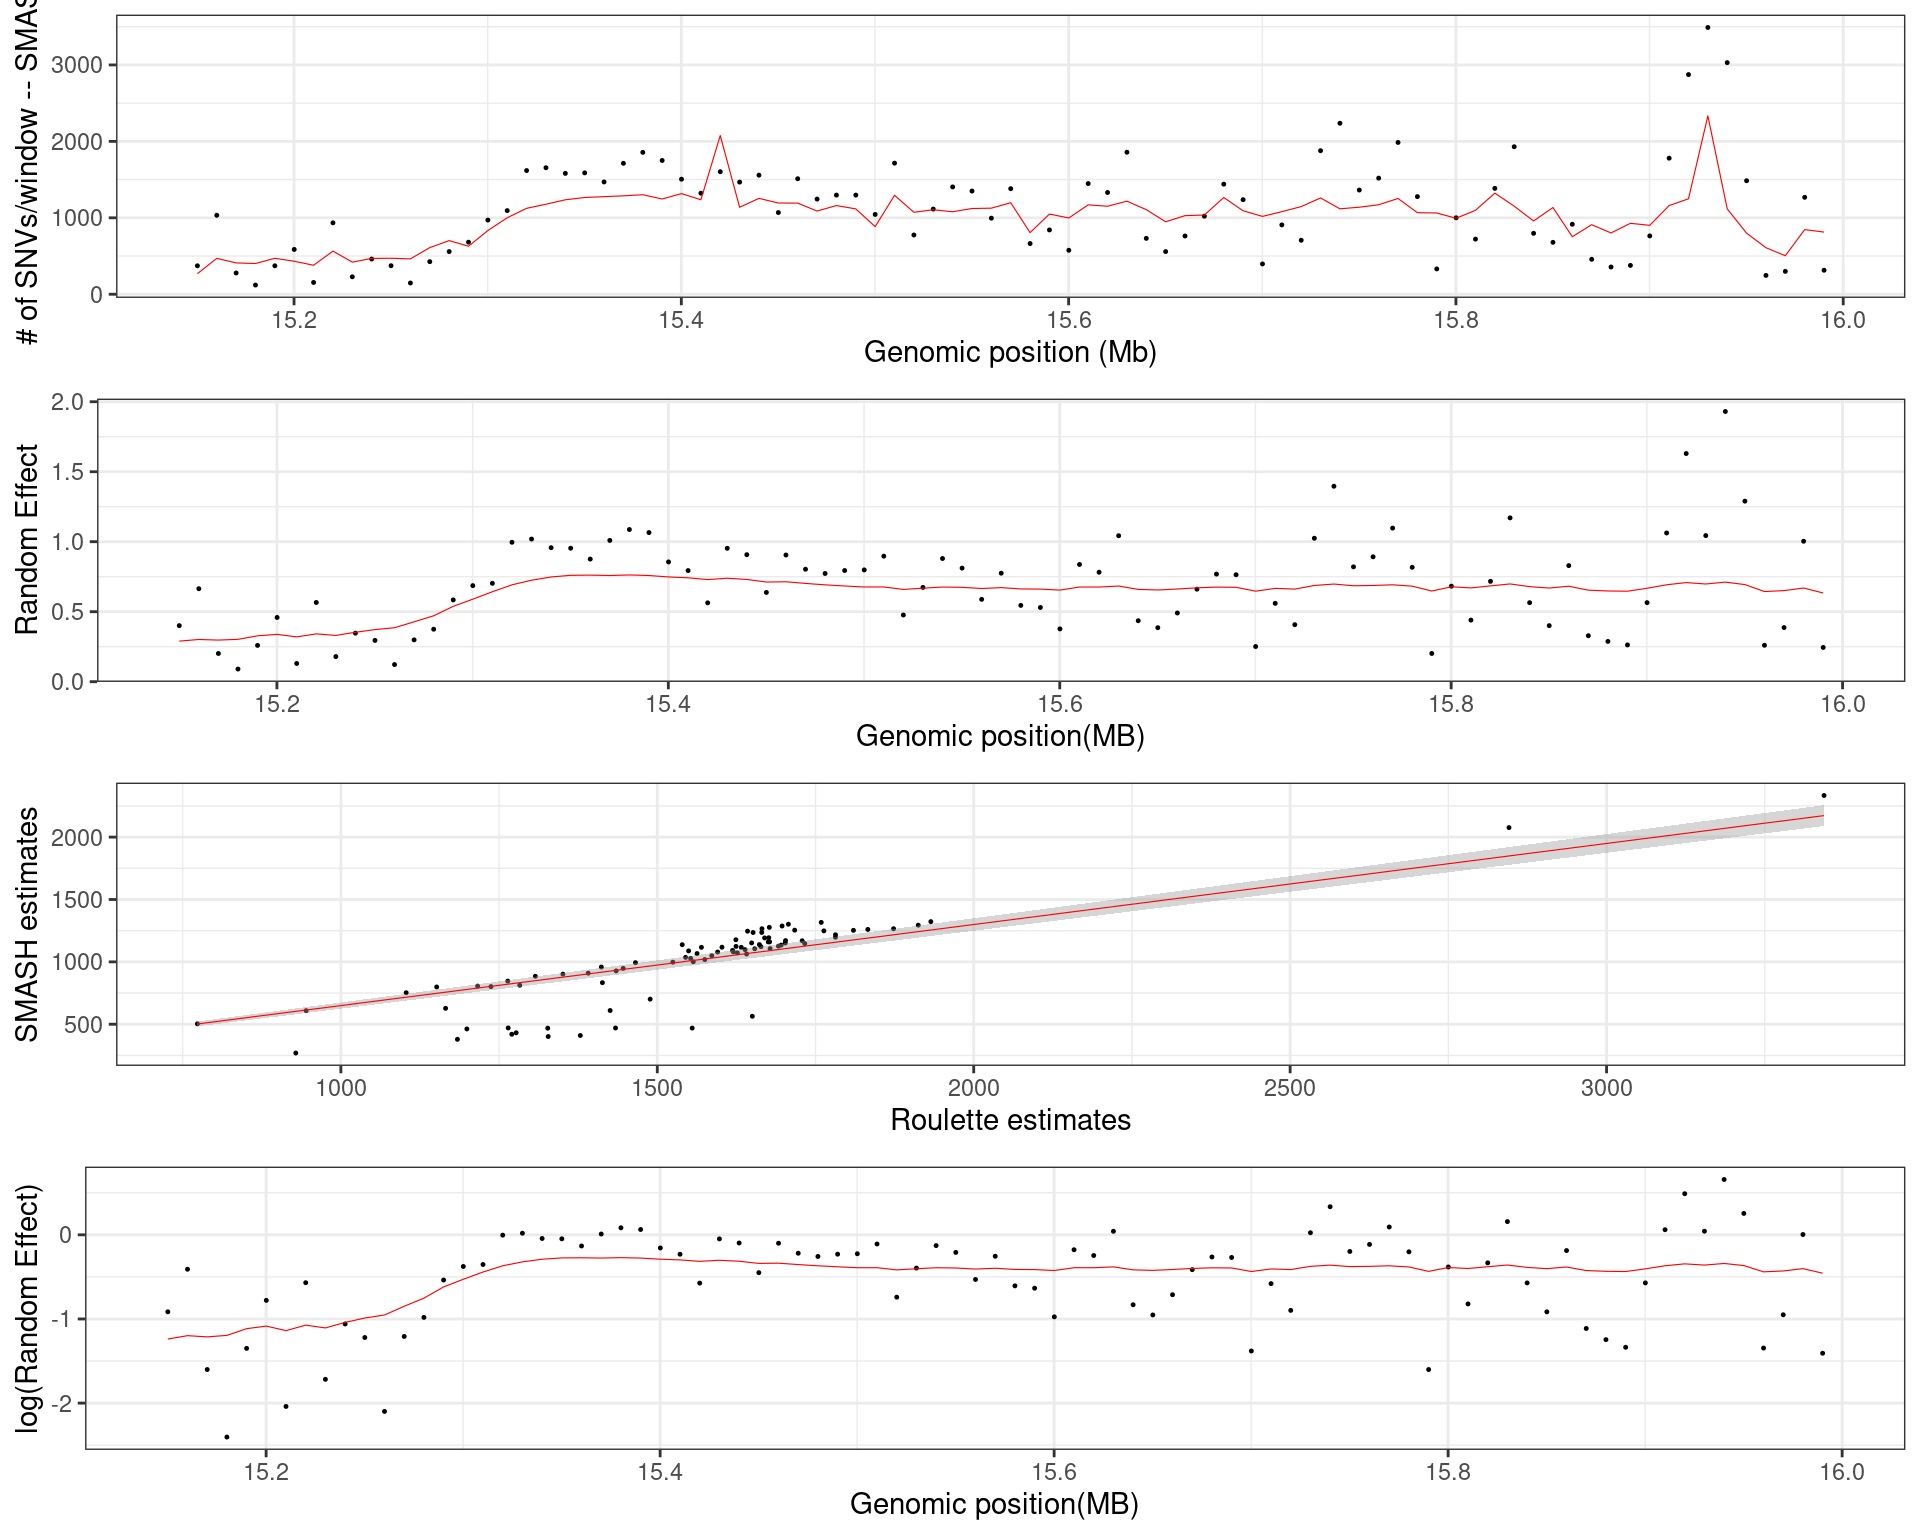 # of SNVs/window -- SMAS
3000
2000
1000
0
15.2 15.4 15.6 15.8 16.0
Genomic position (Mb)
Random Effect
2.0
1.5
1.0
0.5
0.0
15.2 15.4 15.6 15.8 16.0
Genomic position(MB)
SMASH estimates
2000
1500
1000
500
1000 1500 2000 2500 3000
Roulette estimates
log(Random Effect)
0
-1
-2
15.2 15.4 15.6 15.8 16.0
Genomic position(MB)